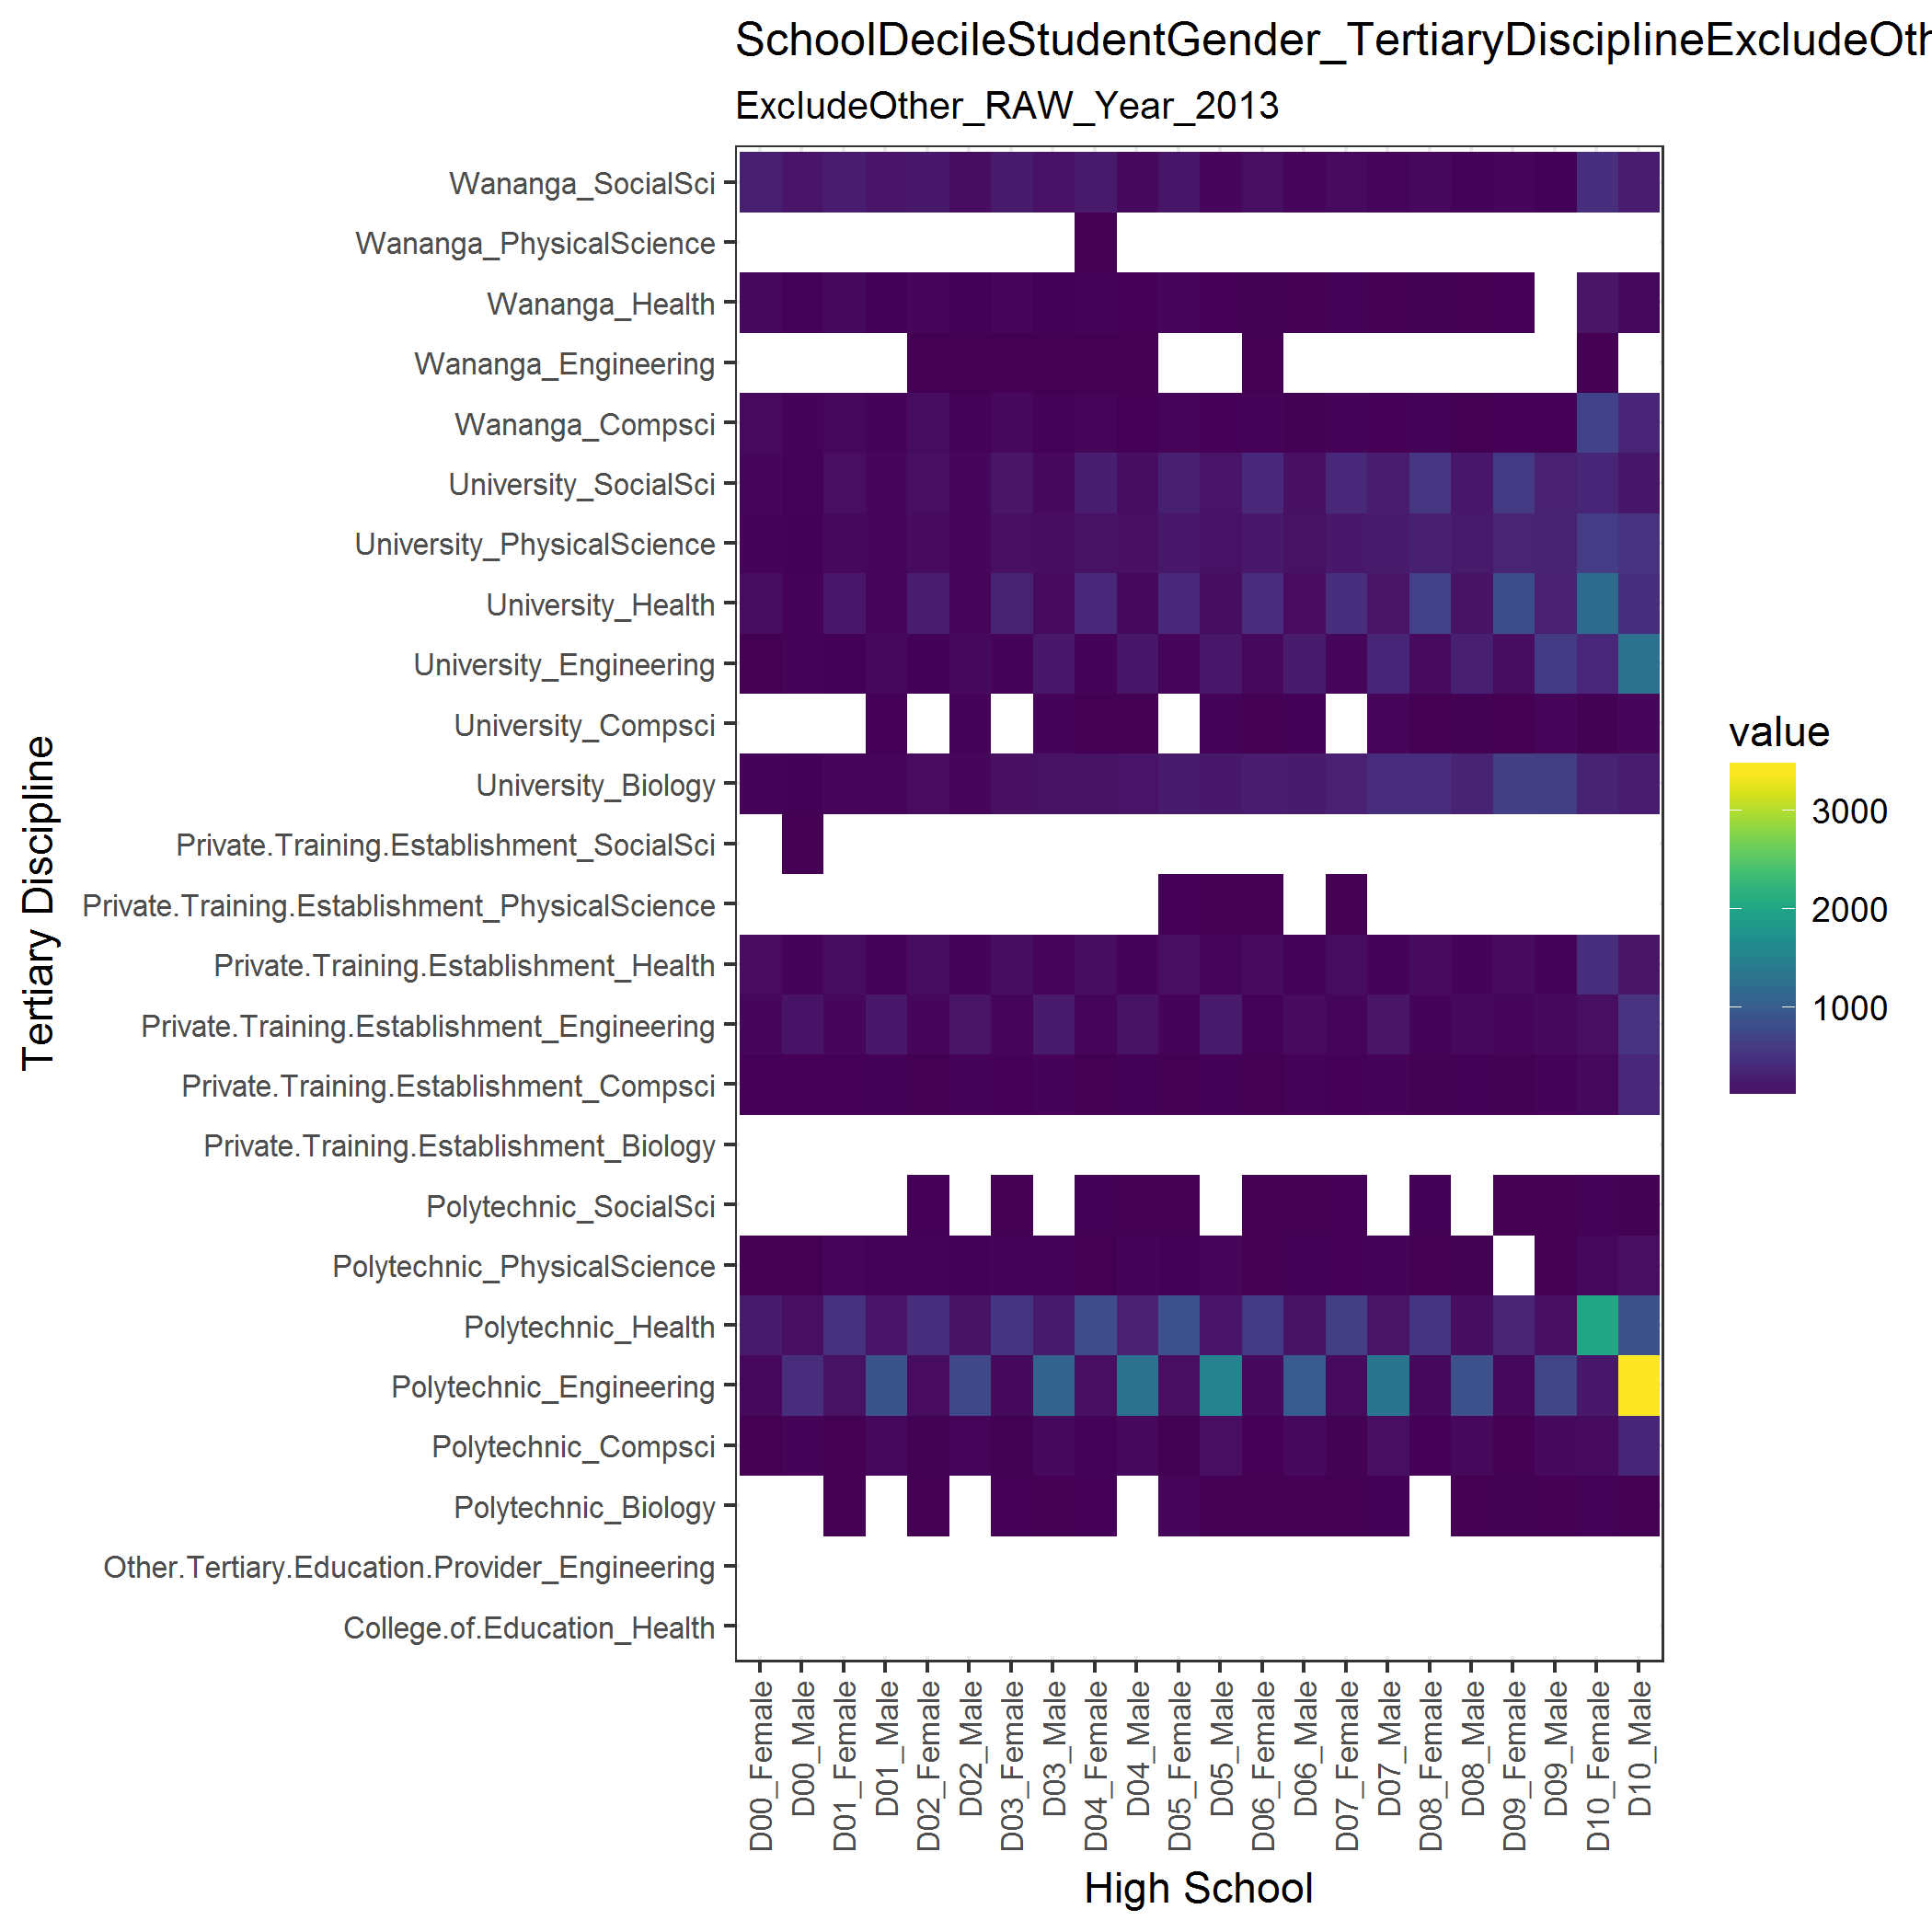 SchoolDecileStudentGender_TertiaryDisciplineExcludeOth
ExcludeOther_RAW_Year_2013
Wananga_SocialSci
Wananga_PhysicalScience
Wananga_Health
Wananga_Engineering
Wananga_Compsci
University_SocialSci
University_PhysicalScience
University_Health
University_Engineering
University_Compsci
University_Biology
Private.Training.Establishment_SocialSci
Private.Training.Establishment_PhysicalScience
Private.Training.Establishment_Health
Private.Training.Establishment_Engineering
Private.Training.Establishment_Compsci
Private.Training.Establishment_Biology
Polytechnic_SocialSci
Polytechnic_PhysicalScience
Polytechnic_Health
Polytechnic_Engineering
Polytechnic_Compsci
Polytechnic_Biology
Other.Tertiary.Education.Provider_Engineering
College.of.Education_Health
Tertiary Discipline
D00_Female
D00_Male
D01_Female
D01_Male
D02_Female
D02_Male
D03_Female
D03_Male
D04_Female
D04_Male
D05_Female
D05_Male
D06_Female
D06_Male
D07_Female
D07_Male
D08_Female
D08_Male
D09_Female
D09_Male
D10_Female
D10_Male
High School
value
3000
2000
1000